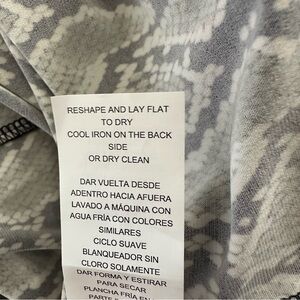 RESHAPE AND LAY FLAT
TO DRY
COOL IRON ON THE BACK
SIDE
OR DRY CLEAN
DAR VUELTA DESDE
ADENTRO HACIA AFUERA
LAVADO A MÁQUINA CON
AGUA FRÍA CON COLORES
SIMILARES
CICLO SUAVE
BLANQUEADOR SIN
CLORO SOLAMENTE
DAR FORMA Y ESTIRAR
PARA SECAR
PLANCHA FRÍA EN